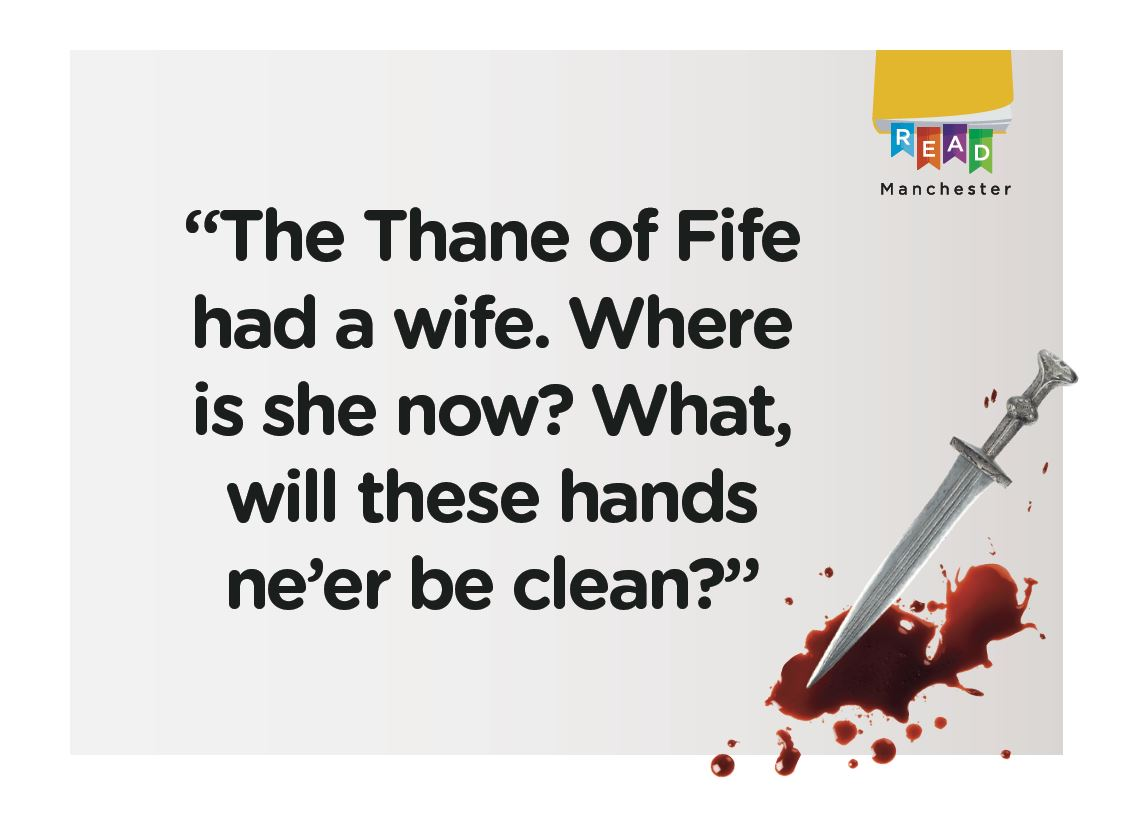 READ
Manchester
“The Thane of Fife
had a wife. Where
is she now? What,
will these hands
ne’er be clean?”